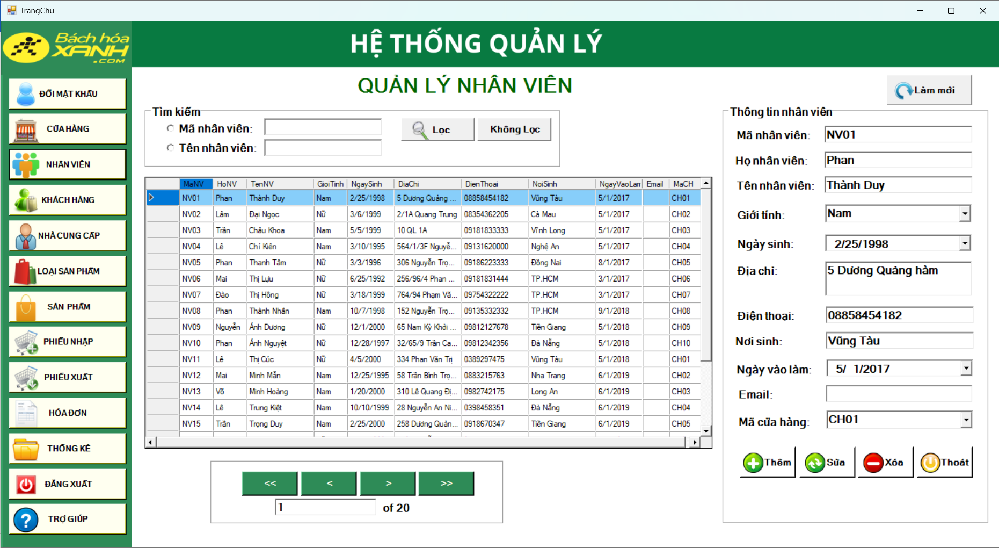 TrangChu
Bách hóa
XANH
.COM
HỆ THỐNG QUẢN LÝ
ĐỔI MẬT KHẨU
CỬA HÀNG
NHÂN VIÊN
KHÁCH HÀNG
NHÀ CUNG CẤP
LOẠI SẢN PHẨM
SẢN PHẨM
PHIẾU NHẬP
PHIẾU XUẤT
HÓA ĐƠN
THỐNG KÊ
ĐĂNG XUẤT
TRỢ GIÚP
QUẢN LÝ NHÂN VIÊN
Làm mới
Tìm kiếm
Mã nhân viên:
Lọc
Không Lọc
Tên nhân viên:
MaNV HoNV TenNV GioiTinh NgaySinh DiaChi DienThoai NoiSinh NgayVaoLam Email MaCH
NV01 Phan Thành Duy Nam 2/25/1998 5 Dương Quảng ... 08858454182 Vũng Tàu 5/1/2017 CH01
NV02 Lâm Đại Ngọc Nữ 3/6/1999 2/1A Quang Trung 08354362205 Cà Mau 5/1/2017 CH02
NV03 Trần Châu Khoa Nam 5/5/1999 10 QL 1A 09181833333 Vĩnh Long 5/1/2017 CH03
NV04 Lê Chí Kiên Nam 3/10/1995 564/1/3F Nguyễ... 09131620000 Nghệ An 5/1/2017 CH04
NV05 Phan Thanh Tâm Nữ 3/3/1996 306 Nguyễn Trọ... 09186223333 Đồng Nai 8/1/2017 CH05
NV06 Mai Thị Lựu Nữ 6/25/1992 256/96/4 Phan ... 09181831444 TP.HCM 3/1/2017 CH06
NV07 Đào Thị Hồng Nữ 3/18/1999 764/94 Phạm Vă... 09754322222 TP.HCM 3/1/2017 CH07
NV08 Phan Thành Nhân Nam 10/7/1998 152 Nguyễn Trọ... 09135332332 TP.HCM 9/1/2018 CH08
NV09 Nguyễn Ánh Dương Nữ 12/1/2000 65 Nam Kỳ Khởi ... 09812127678 Tiền Giang 5/1/2018 CH09
NV10 Phan Ánh Nguyệt Nữ 12/28/1997 32/65/9 Trần Ca... 09812342356 Đà Nẵng 5/1/2018 CH10
NV11 Lê Thị Cúc Nữ 4/5/2000 334 Phan Văn Trị 0389297475 Vũng Tàu 5/1/2018 CH01
NV12 Mai Minh Mẫn Nam 12/25/1995 58 Trần Bình Trọ... 0883215763 Nha Trang 6/1/2019 CH02
NV13 Võ Minh Hoàng Nam 1/20/2000 310 Lê Quang Đị... 0982742175 Long An 6/1/2019 CH03
NV14 Lê Trung Kiệt Nam 10/10/1999 28 Nguyễn An Ni... 0398458351 Đà Nẵng 6/1/2019 CH04
NV15 Trần Trọng Duy Nam 2/25/2000 258 Dương Quản... 0918670347 Tiền Giang 6/1/2019 CH05
<< < > >>
1 of 20
Thông tin nhân viên
Mã nhân viên: NV01
Họ nhân viên: Phan
Tên nhân viên: Thành Duy
Giới tính: Nam
Ngày sinh: 2/25/1998
Địa chỉ: 5 Dương Quảng hàm
Điện thoại: 08858454182
Nơi sinh: Vũng Tàu
Ngày vào làm: 5/ 1/2017
Email:
Mã cửa hàng: CH01
Thêm Sửa Xóa Thoát